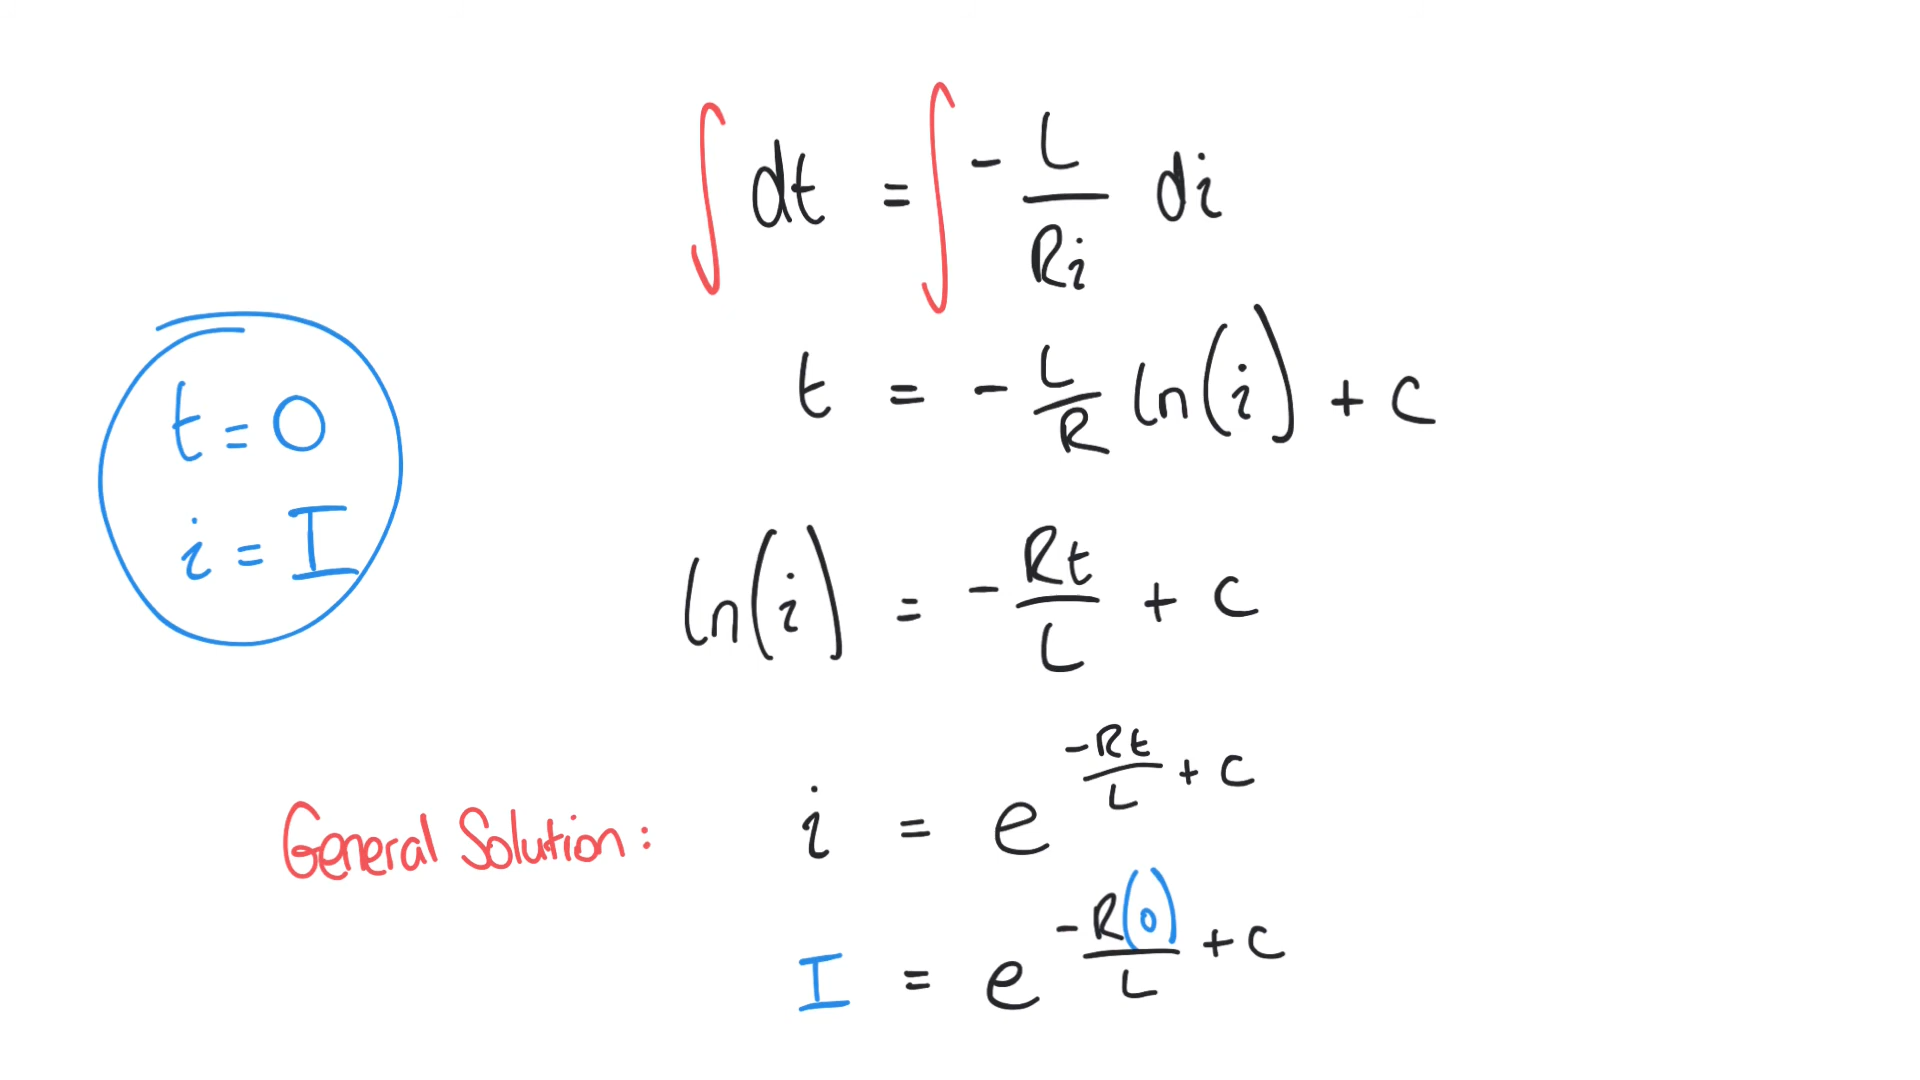 ∫ dt = ∫ - L/Ri di
t = - L/R ln(i) + c
t = 0
i = I
ln(i) = - Rt/L + c
General Solution: i = e^(-Rt/L + c)
I = e^(-R(0)/L + c)